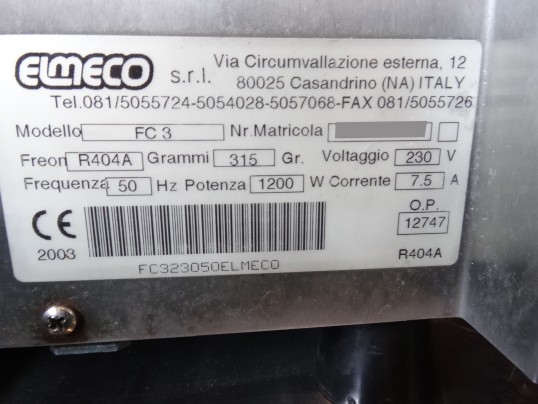 ELMECO s.r.l. Via Circumvallazione esterna, 12
80025 Casandrino (NA) ITALY
Tel.081/5055724-5054028-5057068-FAX 081/5055726
Modello FC 3 Nr.Matricola
Freon R404A Grammi 315 Gr. Voltaggio 230 V
Frequenza 50 Hz Potenza 1200 W Corrente 7.5 A
CE O.P.
12747
2003 R404A
FC323050ELMECO